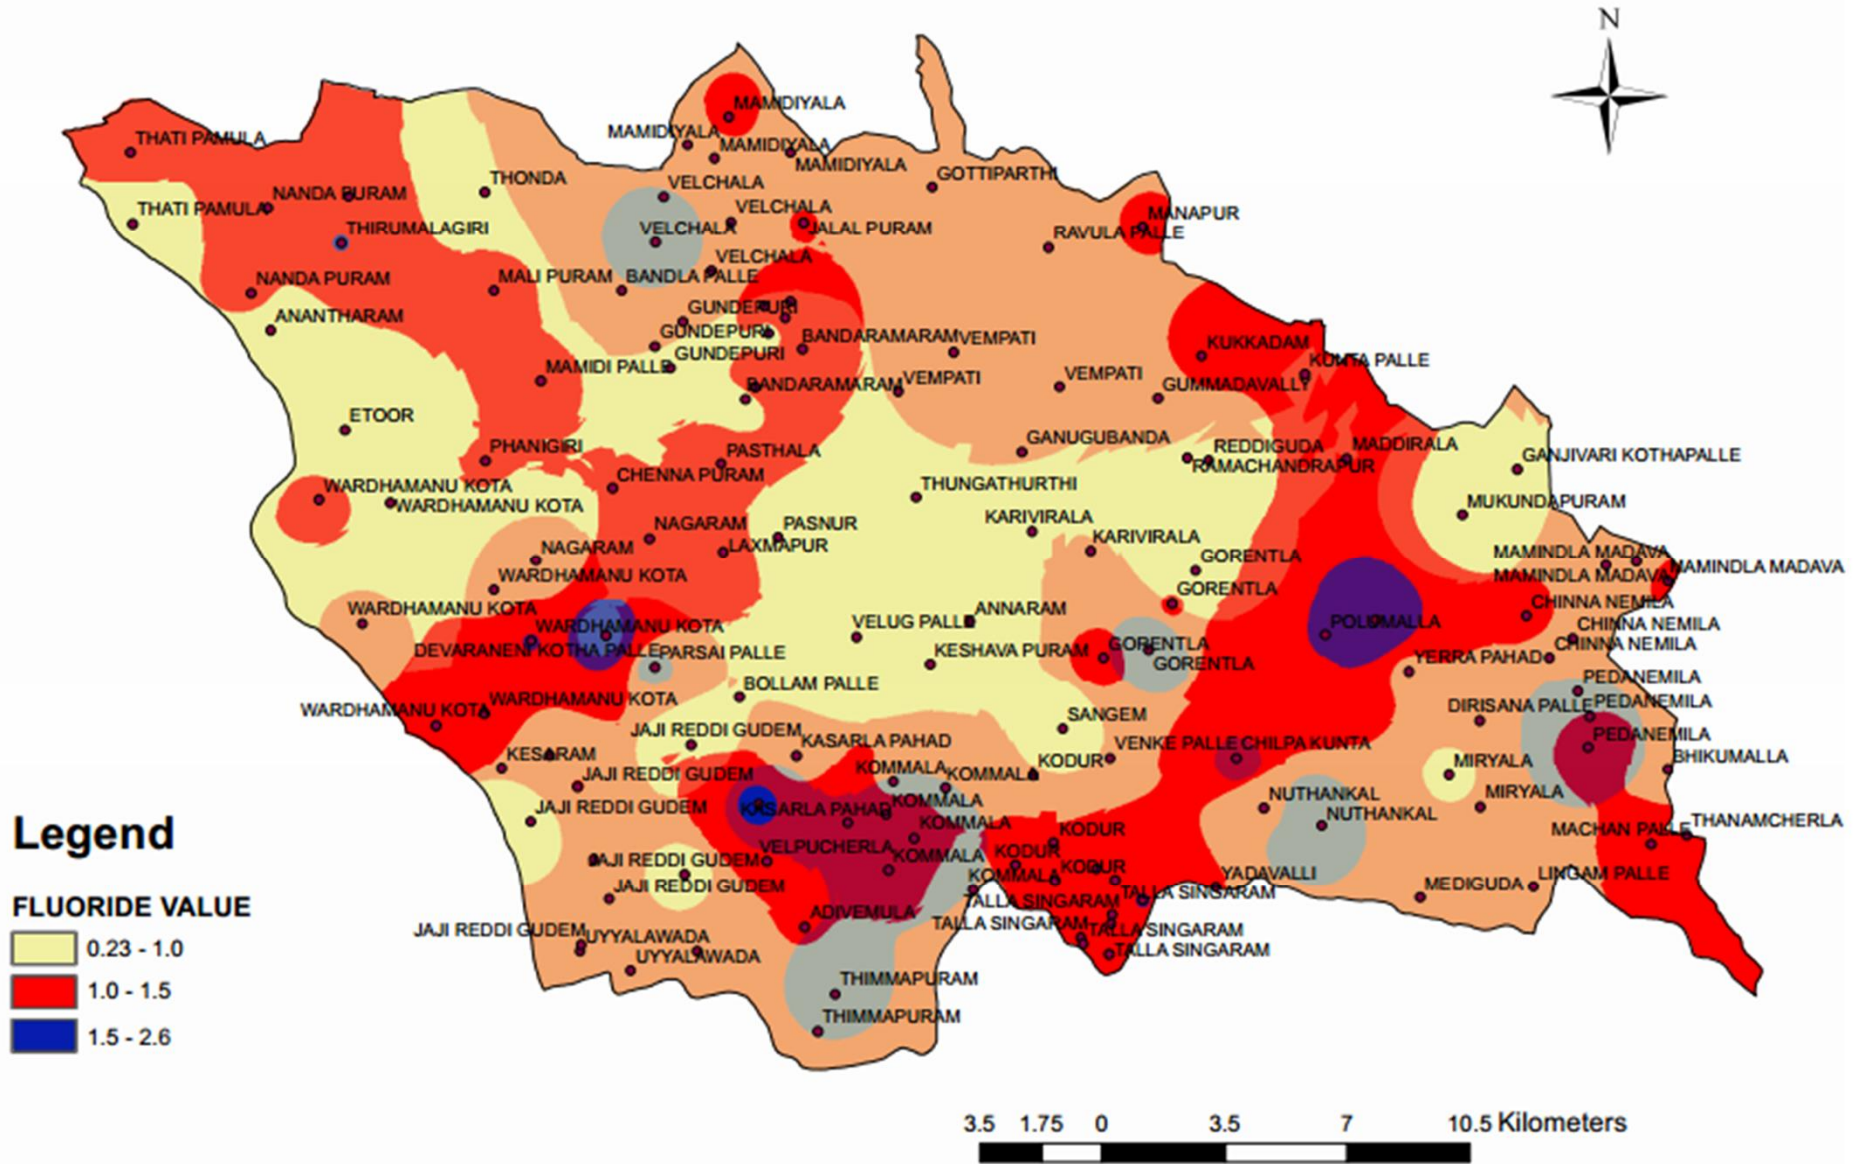 N
MAMIDIYALA
MAMIDIYALA
THATI PAMULA
MAMIDIYALA
MAMIDIYALA
GOTTIPARTHI
THONDA
VELCHALA
NANDA PURAM
THATI PAMULA
VELCHALA
MANAPUR
THIRUMALAGIRI
VELCHALA
JALAL PURAM
RAVULA PALLE
VELCHALA
NANDA PURAM
MALI PURAM
BANDLA PALLE
GUNDEPURI
ANANTHARAM
GUNDEPURI
BANDARAMARAM
VEMPATI
KUKKADAM
GUNDEPURI
KUNTA PALLE
MAMIDI PALLE
BANDARAMARAM
VEMPATI
VEMPATI
GUMMADAVALLY
ETOOR
PHANIGIRI
PASTHALA
GANUGUBANDA
REDDIGUDA
MADDIRALA
GANJIVARI KOTHAPALLE
CHENNA PURAM
RAMACHANDRAPUR
WARDHAMANU KOTA
THUNGATHURTHI
WARDHAMANU KOTA
MUKUNDAPURAM
NAGARAM
PASNUR
KARIVIRALA
KARIVIRALA
NAGARAM
LAXMAPUR
GORENTLA
MAMINDLA MADAVA
MAMINDLA MADAVA
WARDHAMANU KOTA
MAMINDLA MADAVA
GORENTLA
WARDHAMANU KOTA
ANNARAM
CHINNA NEMILA
WARDHAMANU KOTA
VELUG PALLE
POLUMALLA
CHINNA NEMILA
DEVARANENI KOTHA PALLE
PARSAI PALLE
KESHAVA PURAM
GORENTLA
GORENTLA
CHINNA NEMILA
YERRA PAHAD
BOLLAM PALLE
PEDANEMILA
WARDHAMANU KOTA
WARDHAMANU KOTA
DIRISANA PALLE
PEDANEMILA
SANGEM
JAJI REDDI GUDEM
KASARLA PAHAD
VENKE PALLE
CHILPA KUNTA
PEDANEMILA
KESARAM
KODUR
BHIKUMALLA
JAJI REDDI GUDEM
KOMMALA
KOMMALA
MIRYALA
JAJI REDDI GUDEM
KASARLA PAHAD
KOMMALA
NUTHANKAL
MIRYALA
NUTHANKAL
KOMMALA
KODUR
MACHAN PALLE
THANAMCHERLA
VELPUCHERLA
KOMMALA
KODUR
JAJI REDDI GUDEM
KOMMALA
KODUR
YADAVALLI
LINGAM PALLE
JAJI REDDI GUDEM
TALLA SINGARAM
MEDIGUDA
TALLA SINGARAM
ADIVEMULA
TALLA SINGARAM
TALLA SINGARAM
JAJI REDDI GUDEM
UYYALAWADA
TALLA SINGARAM
UYYALAWADA
THIMMAPURAM
THIMMAPURAM
Legend
FLUORIDE VALUE
0.23 - 1.0
1.0 - 1.5
1.5 - 2.6
3.5 1.75 0 3.5 7 10.5 Kilometers